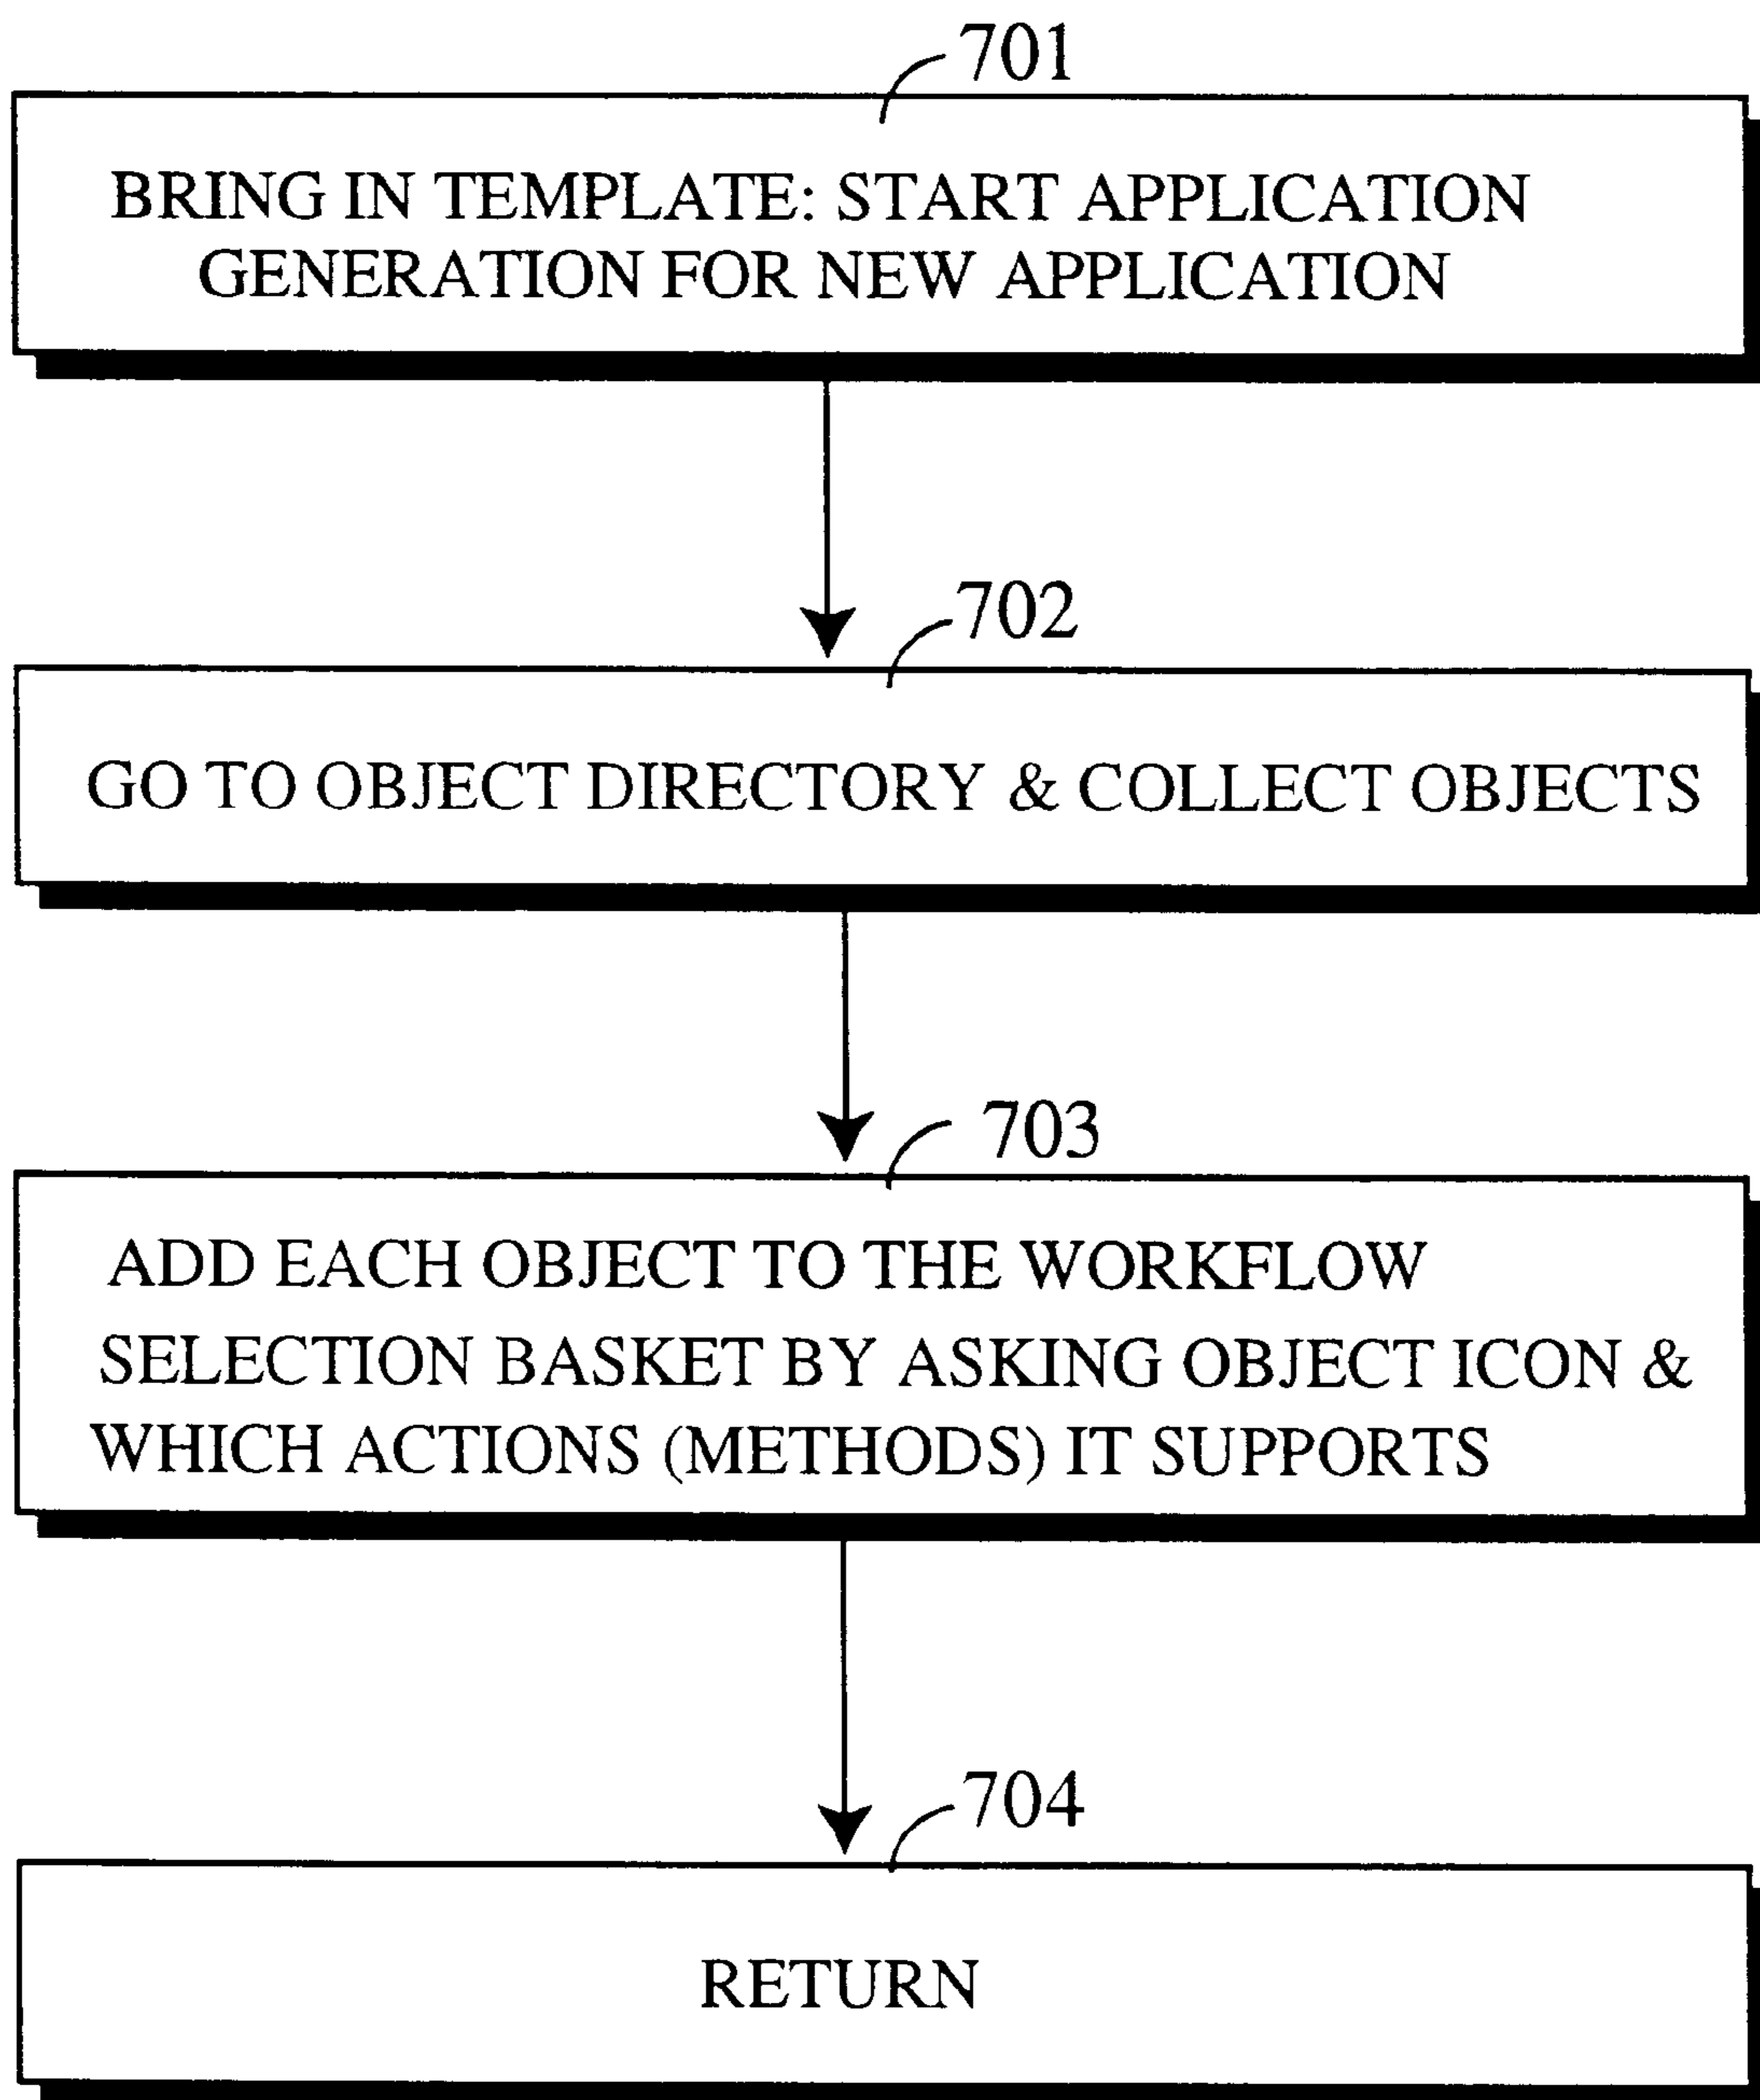 701
BRING IN TEMPLATE: START APPLICATION
GENERATION FOR NEW APPLICATION
702
GO TO OBJECT DIRECTORY & COLLECT OBJECTS
703
ADD EACH OBJECT TO THE WORKFLOW
SELECTION BASKET BY ASKING OBJECT ICON &
WHICH ACTIONS (METHODS) IT SUPPORTS
704
RETURN